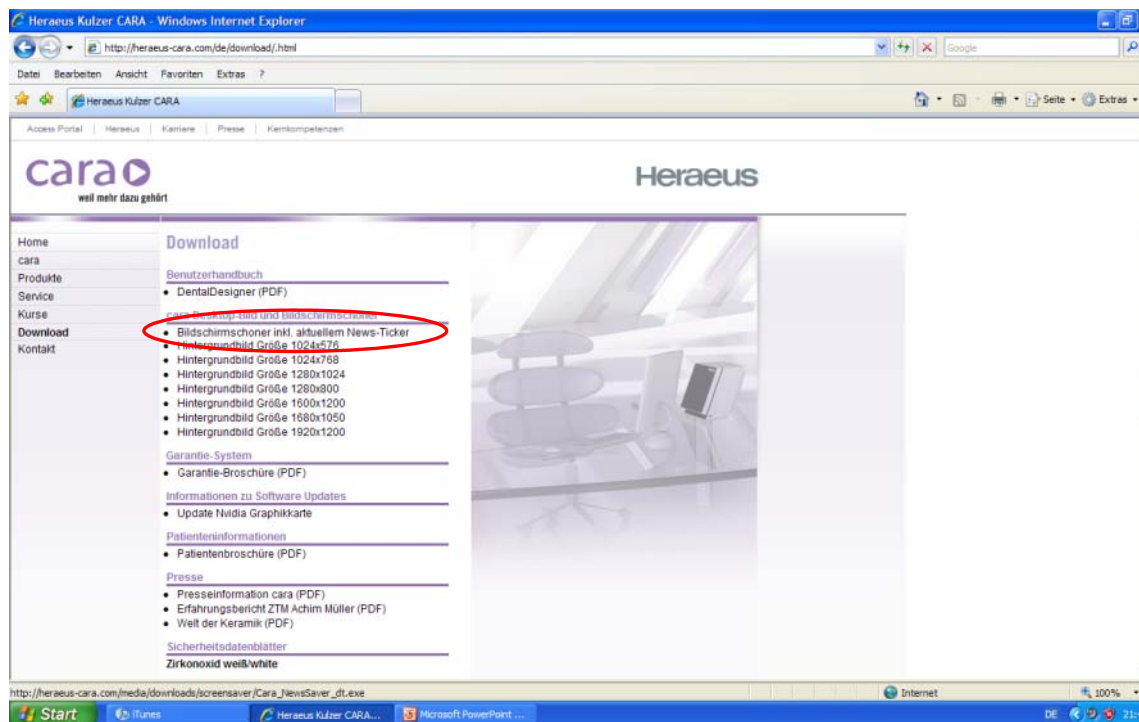 Heraeus Kulzer CARA - Windows Internet Explorer
http://heraeus-cara.com/de/download/.html
Google
Datei Bearbeiten Ansicht Favoriten Extras ?
Heraeus Kulzer CARA
Seite
Extras
Access Portal | Heraeus | Karriere | Presse | Kernkompetenzen
cara
weil mehr dazu gehört
Heraeus
Home
cara
Produkte
Service
Kurse
Download
Kontakt
Download
Benutzerhandbuch
• DentalDesigner (PDF)
cara Desktop-Bild und Bildschirmschoner
• Bildschirmschoner inkl. aktuellem News-Ticker
• Hintergrundbild Größe 1024x576
• Hintergrundbild Größe 1024x768
• Hintergrundbild Größe 1280x1024
• Hintergrundbild Größe 1280x800
• Hintergrundbild Größe 1600x1200
• Hintergrundbild Größe 1680x1050
• Hintergrundbild Größe 1920x1200
Garantie-System
• Garantie-Broschüre (PDF)
Informationen zu Software Updates
• Update Nvidia Graphikkarte
Patienteninformationen
• Patientenbroschüre (PDF)
Presse
• Presseinformation cara (PDF)
• Erfahrungsbericht ZTM Achim Müller (PDF)
• Welt der Keramik (PDF)
Sicherheitsdatenblätter
Zirkonoxid weiß/white
http://heraeus-cara.com/media/downloads/screensaver/Cara_NewsSaver_dt.exe
Internet
100%
Start
iTunes
Heraeus Kulzer CARA...
Microsoft PowerPoint ...
DE